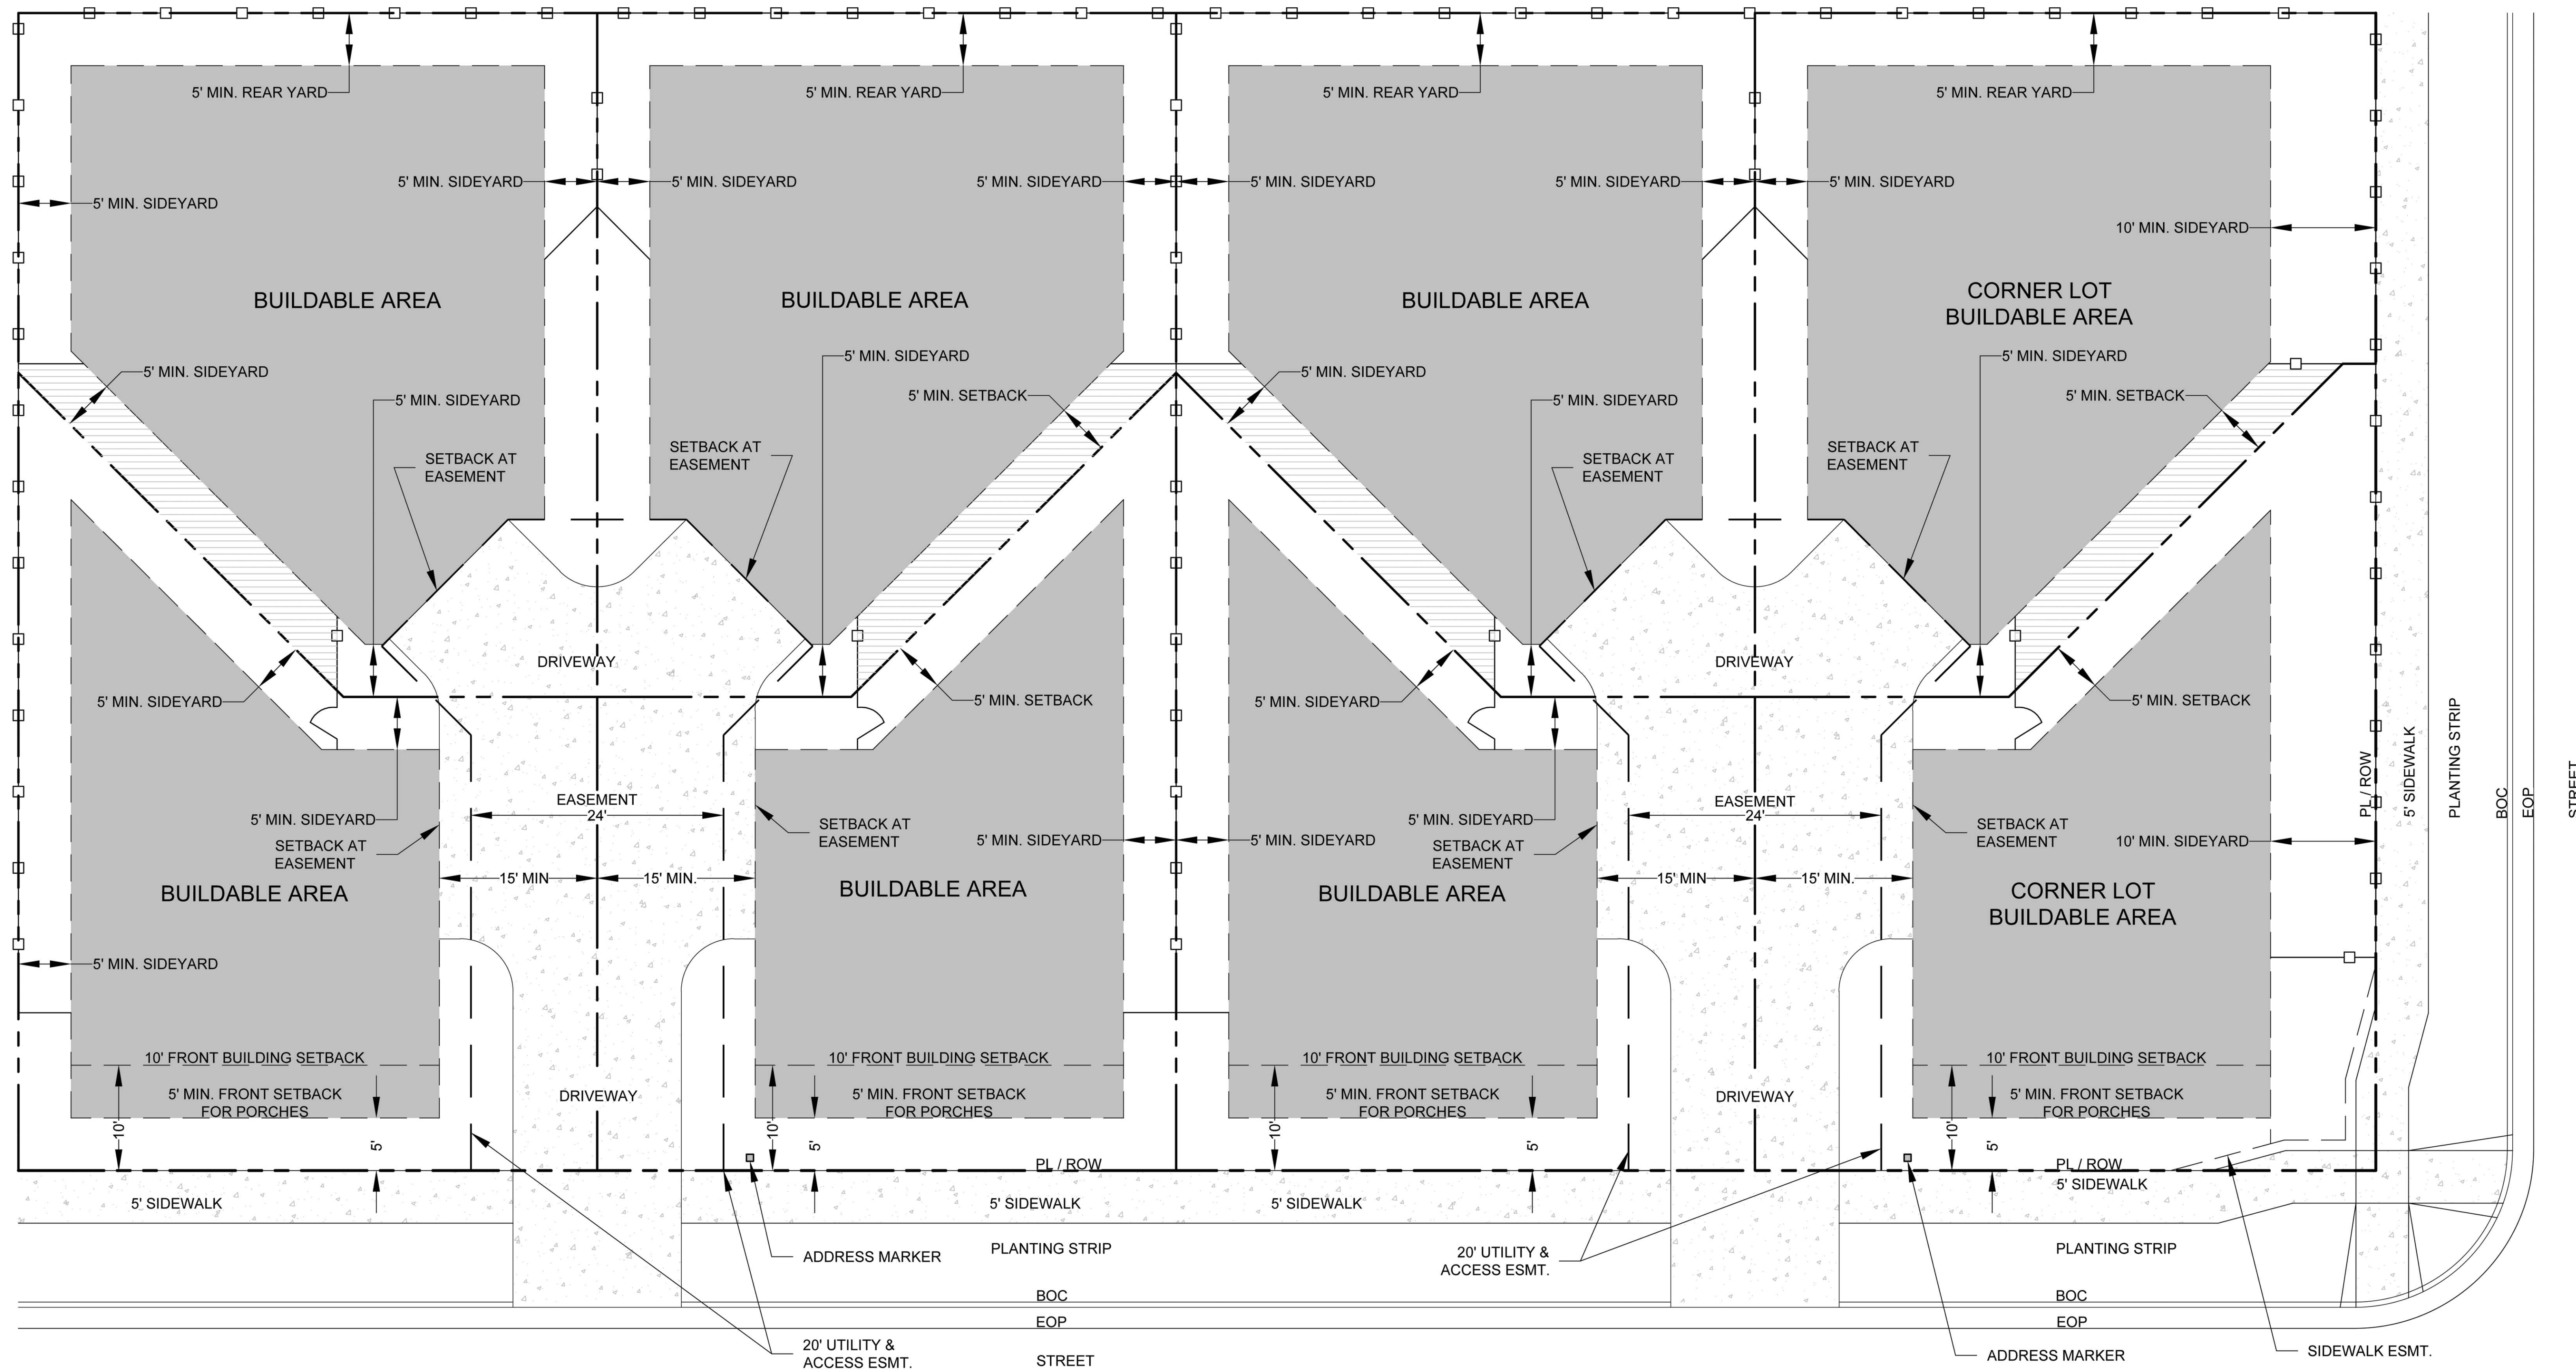 5' MIN. REAR YARD
5' MIN. REAR YARD
5' MIN. REAR YARD
5' MIN. REAR YARD
5' MIN. SIDEYARD
5' MIN. SIDEYARD
5' MIN. SIDEYARD
5' MIN. SIDEYARD
5' MIN. SIDEYARD
5' MIN. SIDEYARD
5' MIN. SIDEYARD
10' MIN. SIDEYARD
BUILDABLE AREA
BUILDABLE AREA
BUILDABLE AREA
CORNER LOT
BUILDABLE AREA
5' MIN. SIDEYARD
5' MIN. SIDEYARD
5' MIN. SIDEYARD
5' MIN. SIDEYARD
5' MIN. SIDEYARD
5' MIN. SETBACK
5' MIN. SIDEYARD
5' MIN. SETBACK
SETBACK AT
EASEMENT
SETBACK AT
EASEMENT
SETBACK AT
EASEMENT
SETBACK AT
EASEMENT
DRIVEWAY
DRIVEWAY
5' MIN. SIDEYARD
5' MIN. SETBACK
5' MIN. SIDEYARD
5' MIN. SETBACK
EASEMENT
24'
EASEMENT
24'
5' MIN. SIDEYARD
SETBACK AT
EASEMENT
SETBACK AT
EASEMENT
5' MIN. SIDEYARD
5' MIN. SIDEYARD
5' MIN. SIDEYARD
SETBACK AT
EASEMENT
SETBACK AT
EASEMENT
10' MIN. SIDEYARD
PL / ROW
5' SIDEWALK
PLANTING STRIP
BOC
EOP
STREET
15' MIN
15' MIN.
15' MIN
15' MIN.
BUILDABLE AREA
BUILDABLE AREA
BUILDABLE AREA
CORNER LOT
BUILDABLE AREA
5' MIN. SIDEYARD
10' FRONT BUILDING SETBACK
10' FRONT BUILDING SETBACK
10' FRONT BUILDING SETBACK
10' FRONT BUILDING SETBACK
5' MIN. FRONT SETBACK
FOR PORCHES
DRIVEWAY
5' MIN. FRONT SETBACK
FOR PORCHES
5' MIN. FRONT SETBACK
FOR PORCHES
DRIVEWAY
5' MIN. FRONT SETBACK
FOR PORCHES
10'
5'
10'
5'
10'
5'
10'
5'
PL / ROW
PL / ROW
5' SIDEWALK
5' SIDEWALK
5' SIDEWALK
5' SIDEWALK
ADDRESS MARKER
PLANTING STRIP
20' UTILITY &
ACCESS ESMT.
PLANTING STRIP
BOC
BOC
EOP
EOP
20' UTILITY &
ACCESS ESMT.
STREET
ADDRESS MARKER
SIDEWALK ESMT.